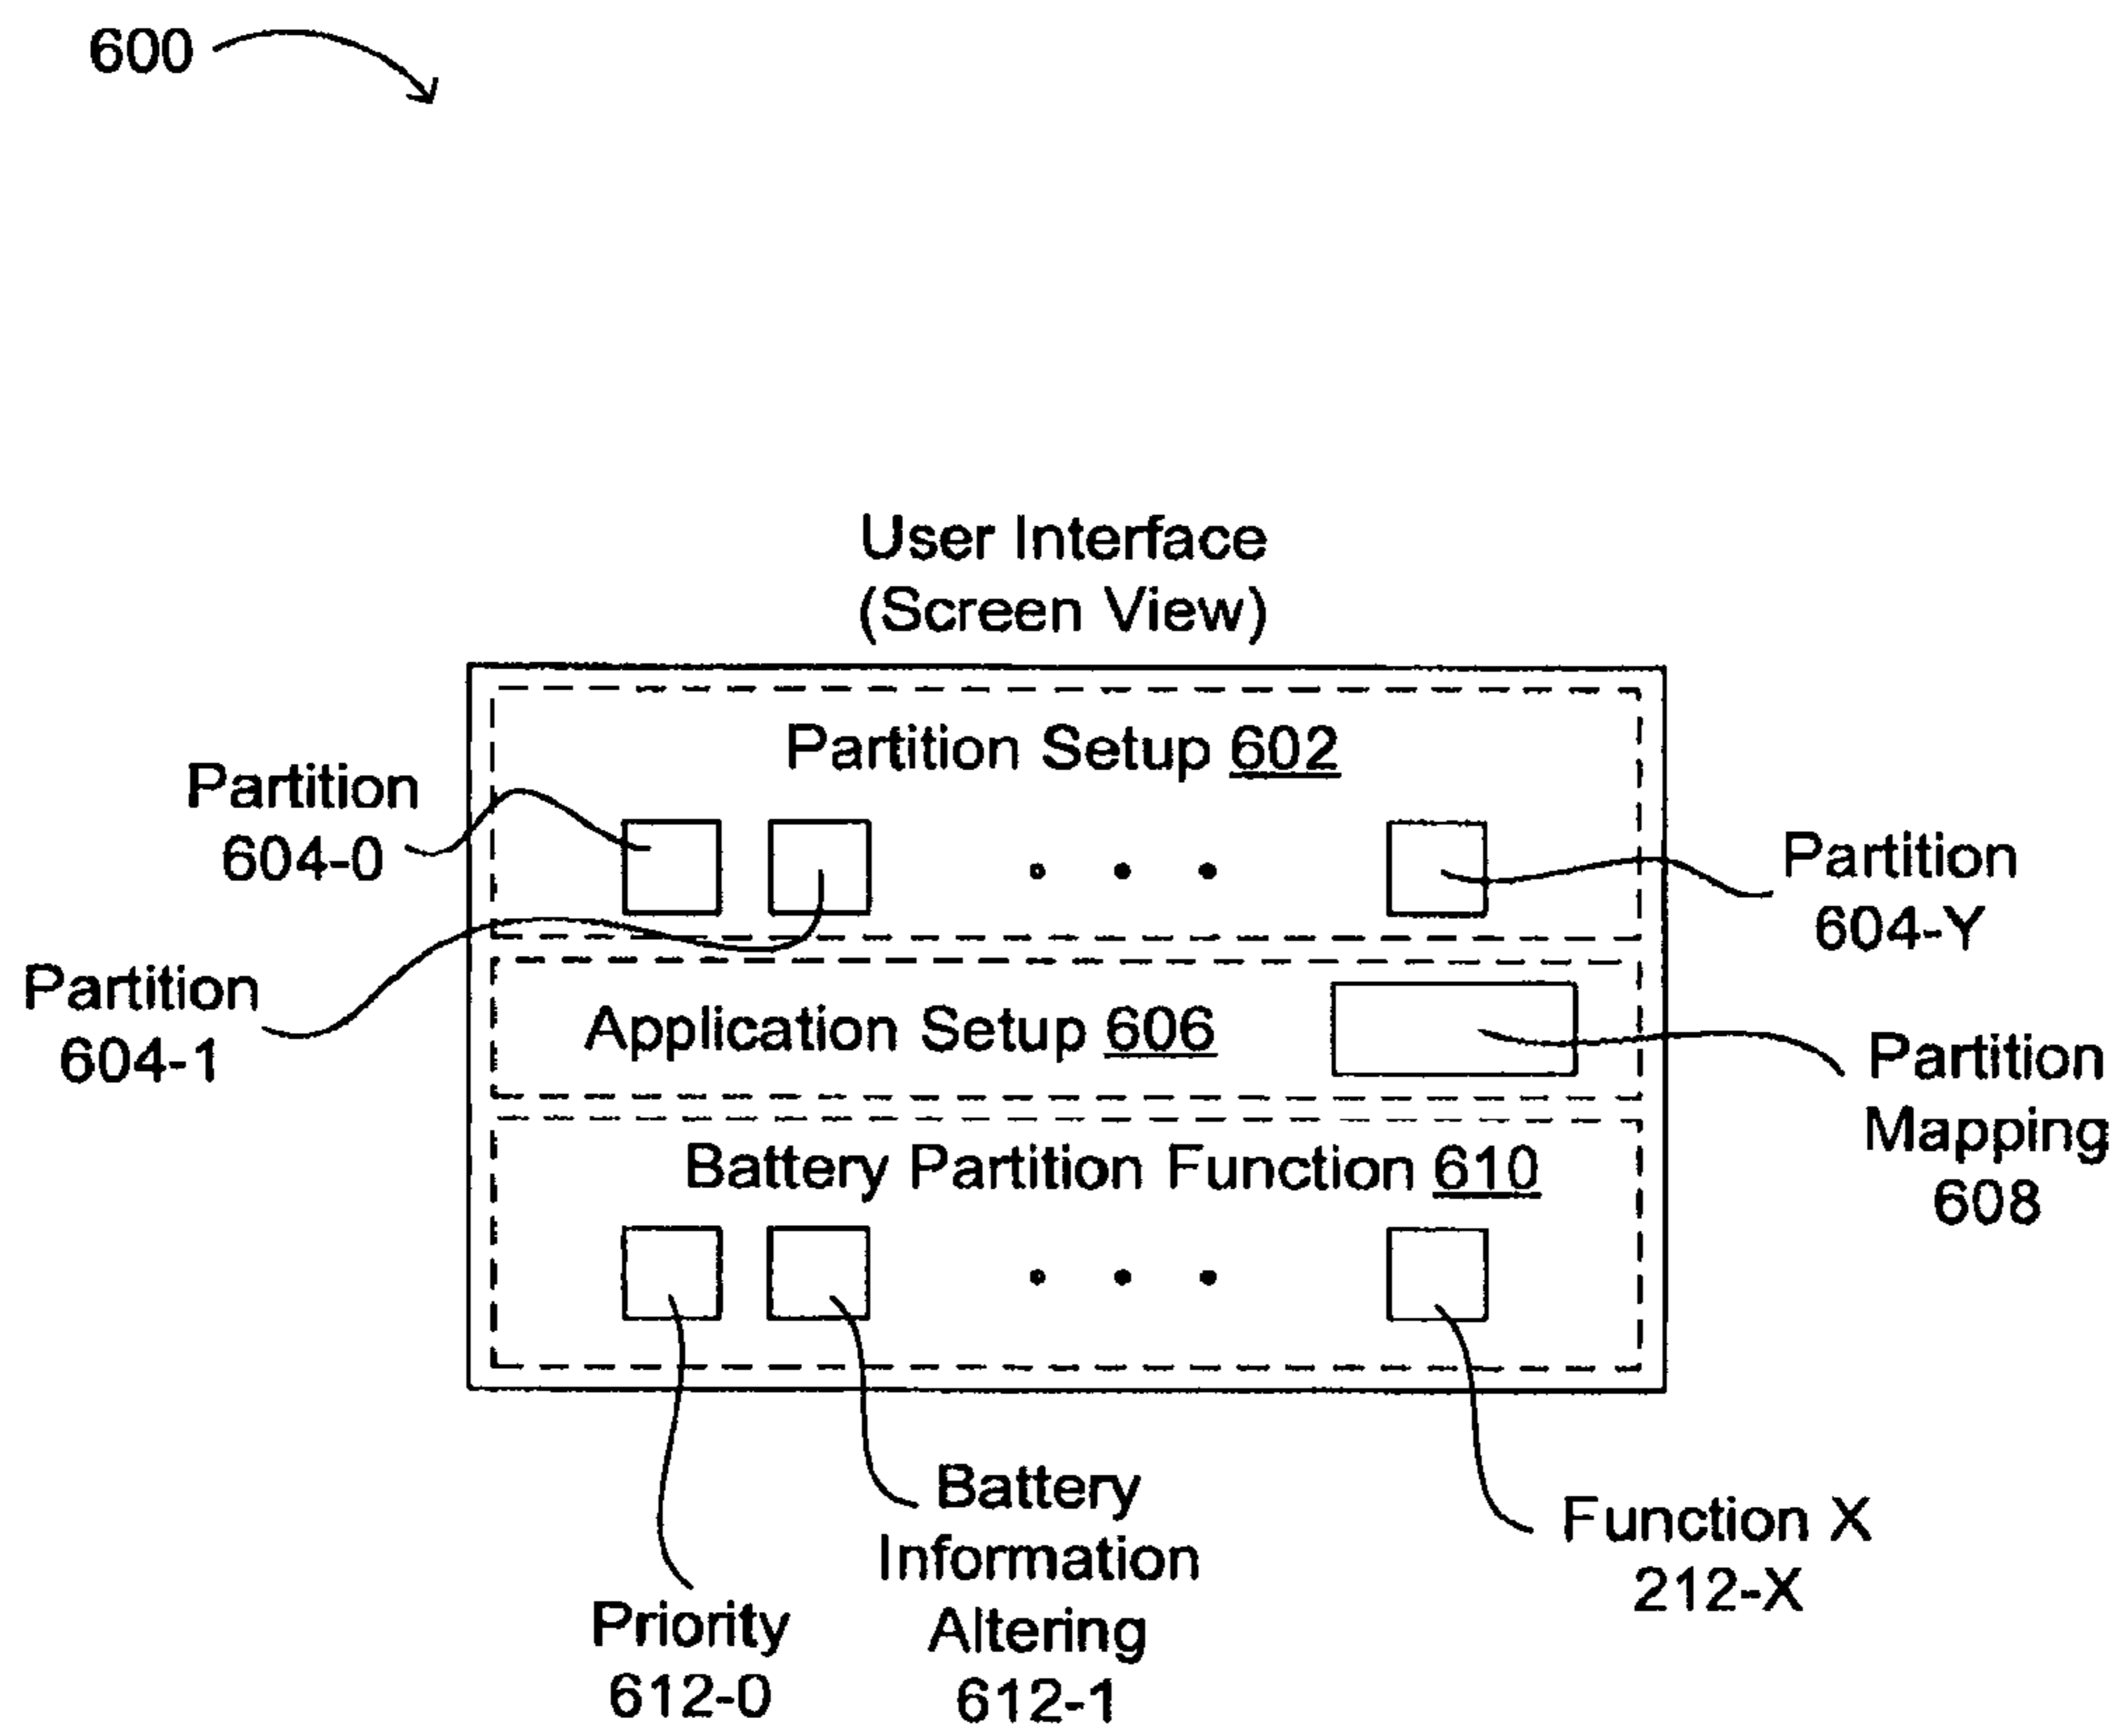 600
User Interface
(Screen View)
Partition Setup 602
Partition
604-0
Partition
604-Y
Partition
604-1
Application Setup 606
Partition
Mapping
608
Battery Partition Function 610
Priority
612-0
Battery
Information
Altering
612-1
Function X
212-X